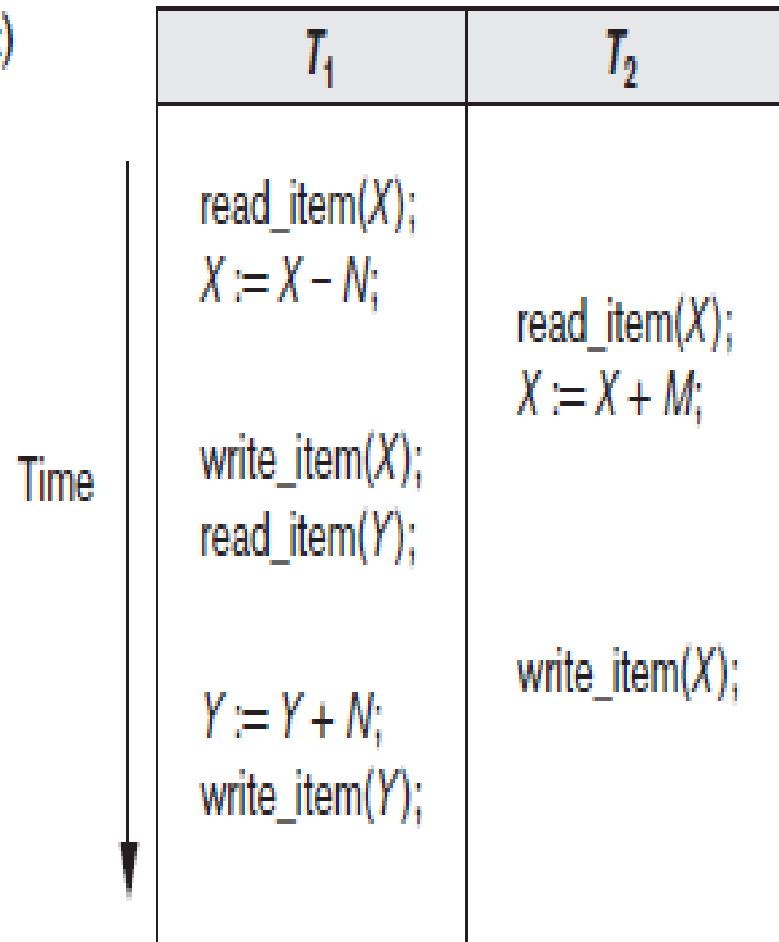 )
T₁ T₂
read_item(X);
X := X – N;
read_item(X);
X := X + M;
write_item(X);
Time
read_item(Y);
write_item(X);
Y := Y + N;
write_item(Y);